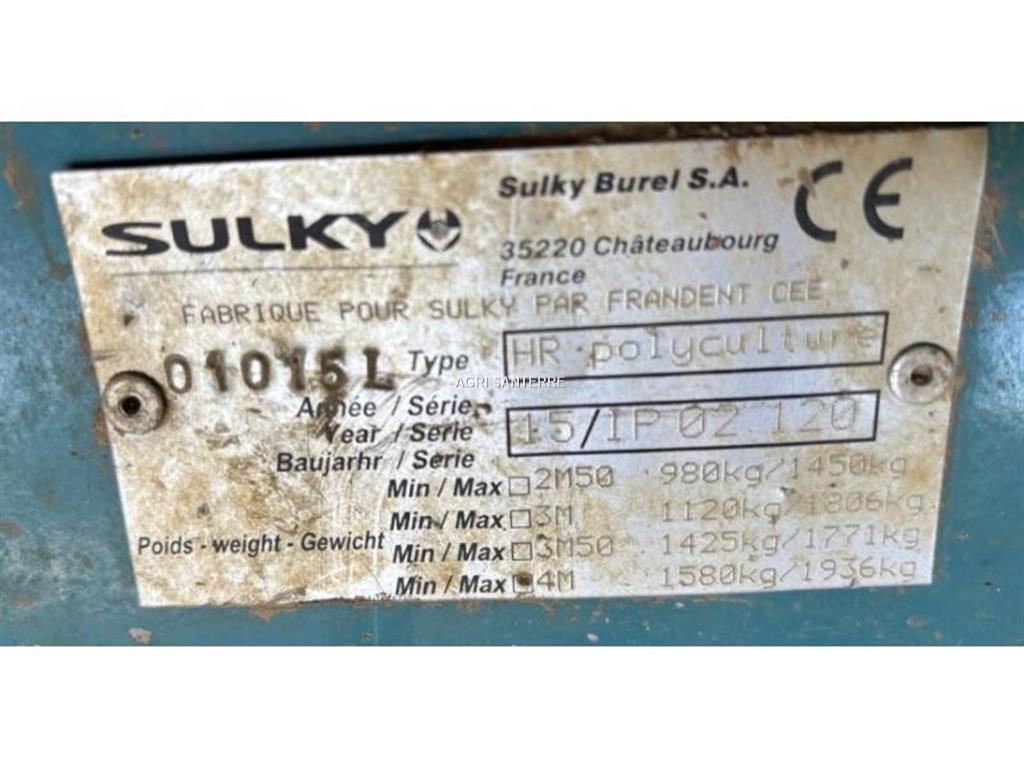 SULKY
Sulky Burel S.A.
35220 Châteaubourg
France
CE
FABRIQUE POUR SULKY PAR FRANDENT CEE
01015L Type HR polyculture
AGRI SANTERRE
Année / Série
Year / Serie
Baujarhr / Serie
15/IP 02 120
Min / Max 2M50 980kg/1450kg
Min / Max 3M 1120kg/1806kg
Poids - weight - Gewicht Min / Max 3M50 1425kg/1771kg
Min / Max 4M 1580kg/1936kg